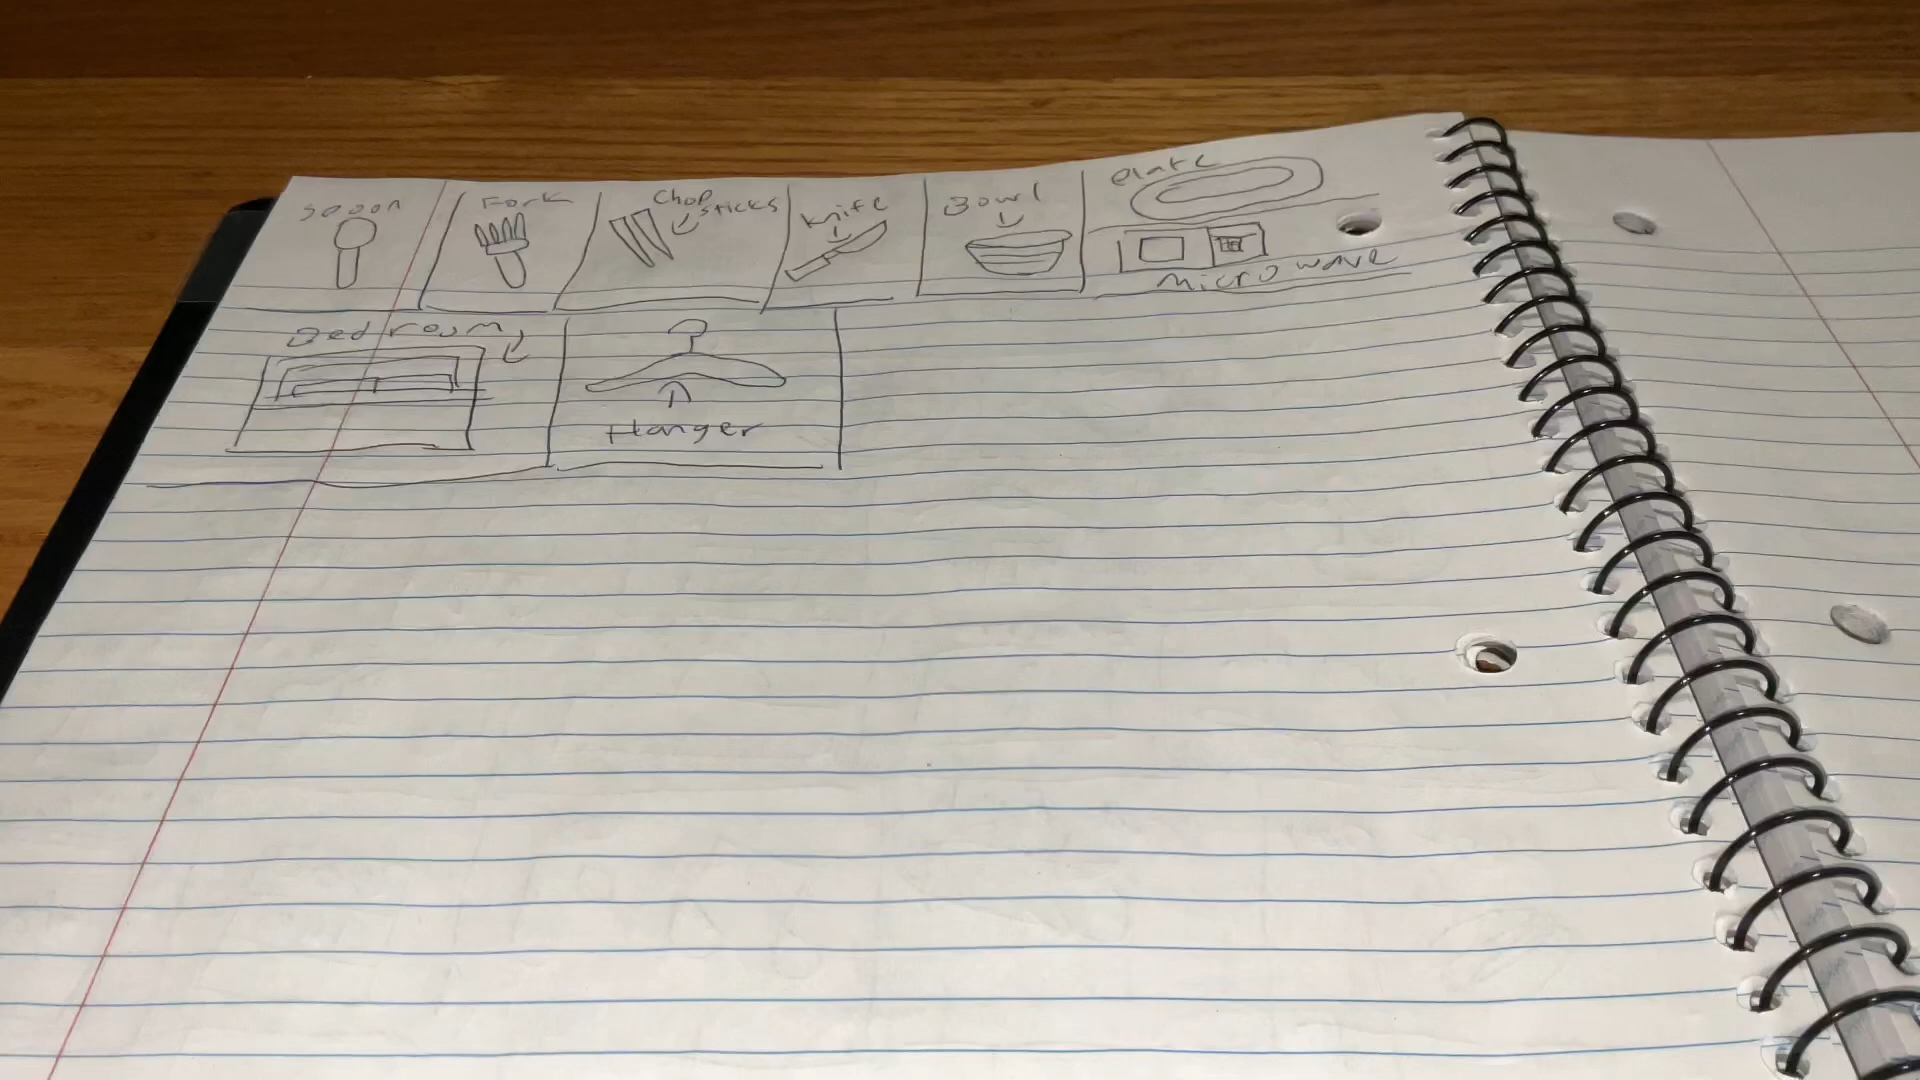 Spoon
Fork
Chop
sticks
Knife
Bowl
Plate
Microwave
Bedroom
Hanger